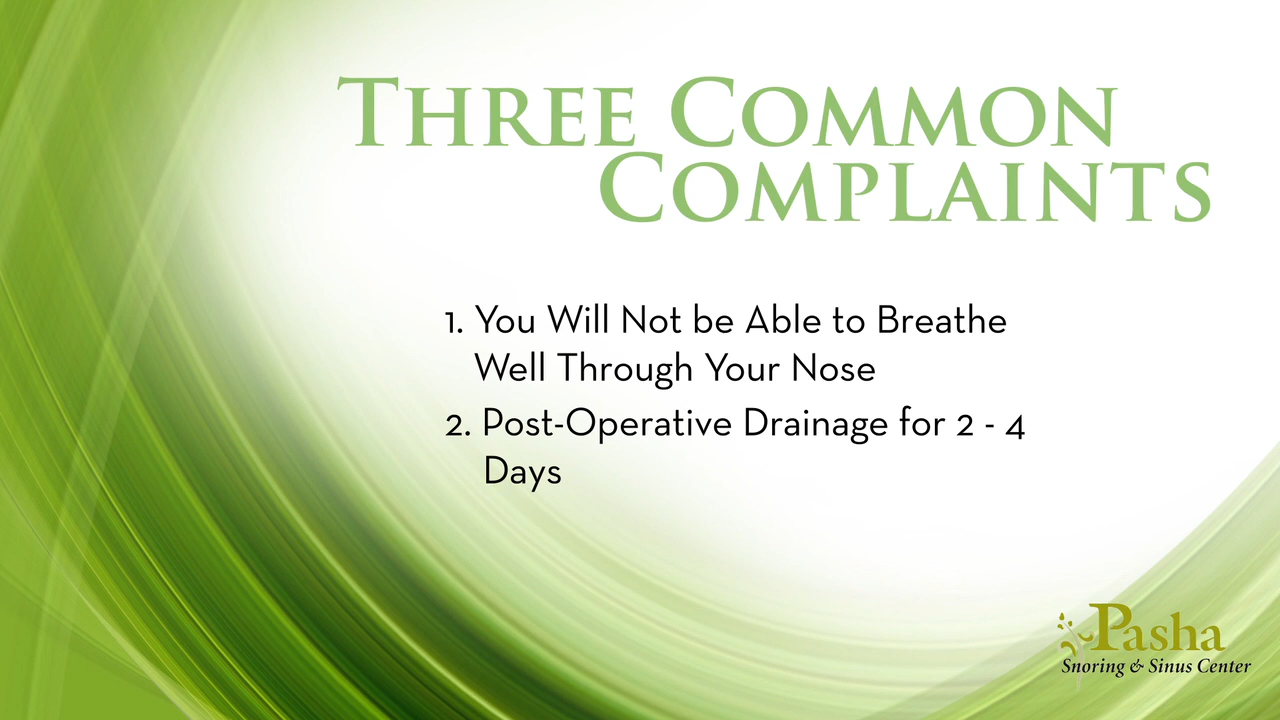 THREE COMMON
COMPLAINTS
1. You Will Not be Able to Breathe
Well Through Your Nose
2. Post-Operative Drainage for 2 - 4
Days
Pasha
Snoring & Sinus Center